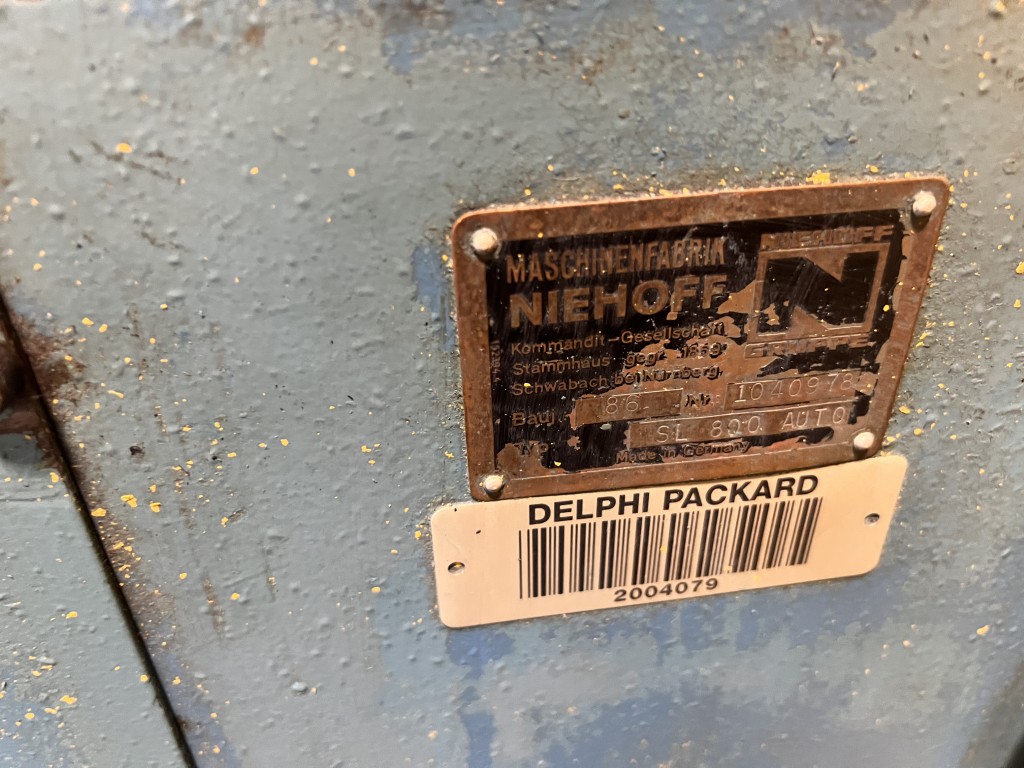 MASCHINENFABRIK
NIEHOFF
NIEHOFF
N
Kommandit-Gesellschaft
Stammhaus gegr.
Schwabach bei Nürnberg
Bauj. 86 Nr. 1040978
SL 800 AUTO
Made in Germany
DELPHI PACKARD
2004079